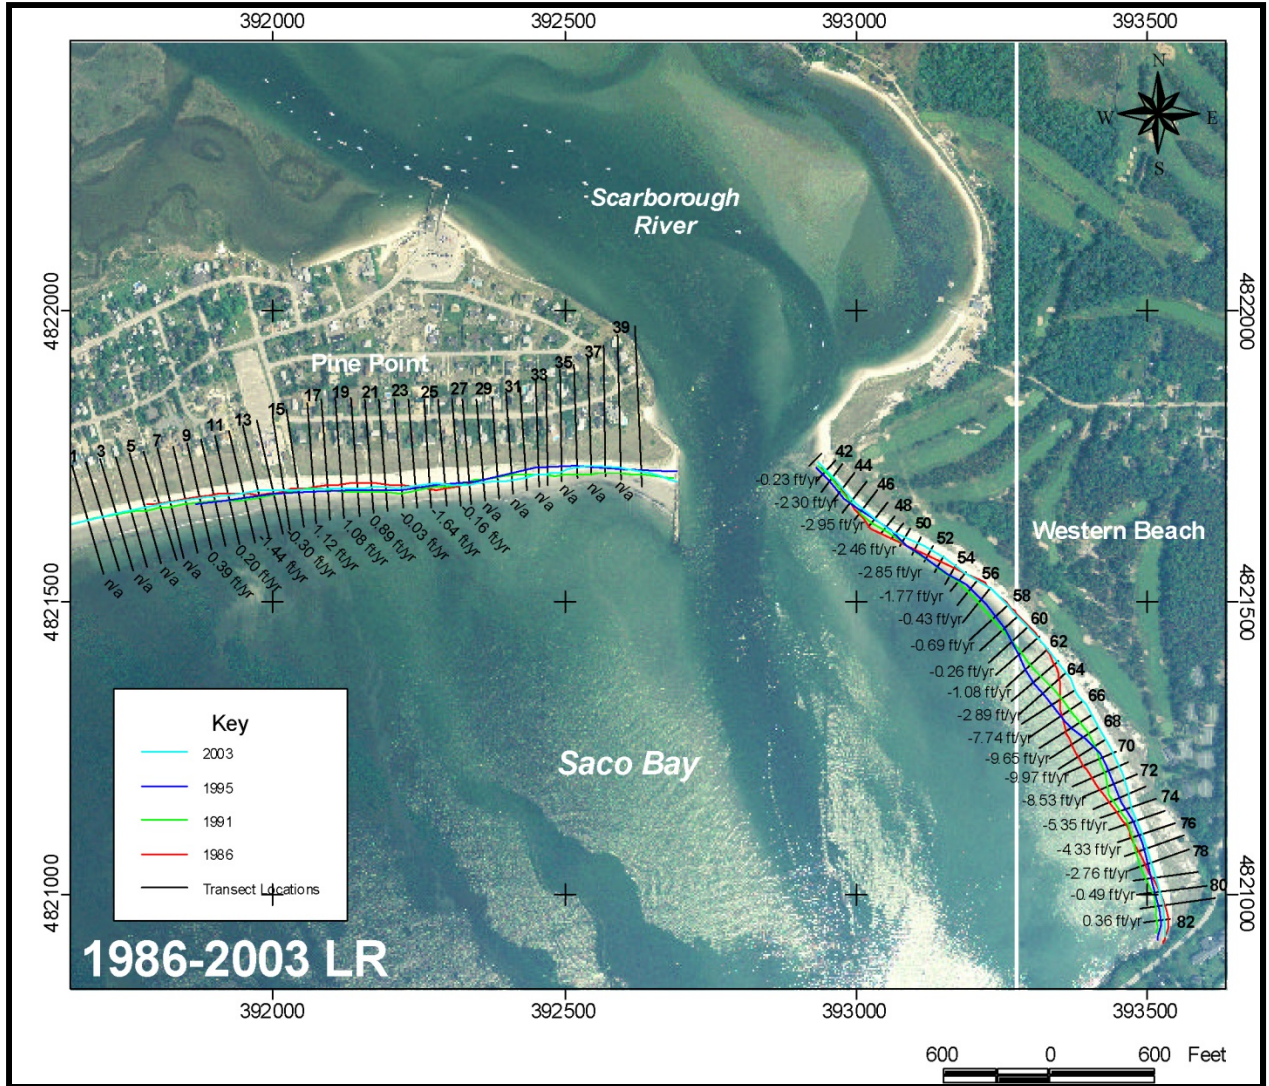 392000
392500
393000
393500
N
W
E
S
Scarborough
River
4822000
4822000
Pine Point
1
3
5
7
9
11
13
15
17
19
21
23
25
27
29
31
33
35
37
39
n/a
n/a
n/a
n/a
0.39 ft/yr
0.20 ft/yr
-1.44 ft/yr
-0.30 ft/yr
1.12 ft/yr
1.08 ft/yr
0.89 ft/yr
-0.03 ft/yr
-1.64 ft/yr
-0.16 ft/yr
n/a
n/a
n/a
n/a
n/a
n/a
42
44
46
48
50
52
54
56
58
60
62
64
66
68
70
72
74
76
78
80
82
-0.23 ft/yr
-2.30 ft/yr
-2.95 ft/yr
-2.46 ft/yr
-2.85 ft/yr
-1.77 ft/yr
-0.43 ft/yr
-0.69 ft/yr
-0.26 ft/yr
-1.08 ft/yr
-2.89 ft/yr
-7.74 ft/yr
-9.65 ft/yr
-9.97 ft/yr
-8.53 ft/yr
-5.35 ft/yr
-4.33 ft/yr
-2.76 ft/yr
-0.49 ft/yr
0.36 ft/yr
Western Beach
4821500
4821500
Saco Bay
Key
2003
1995
1991
1986
Transect Locations
4821000
4821000
1986-2003 LR
392000
392500
393000
393500
600 0 600 Feet